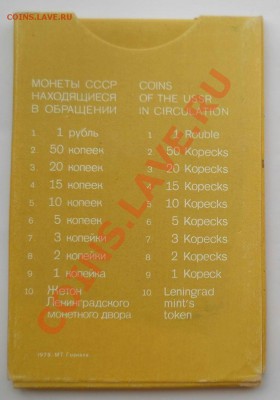 COINS.LAVE.RU
МОНЕТЫ СССР
НАХОДЯЩИЕСЯ
В ОБРАЩЕНИИ
1. 1 рубль
2. 50 копеек
3. 20 копеек
4. 15 копеек
5. 10 копеек
6. 5 копеек
7. 3 копейки
8. 2 копейки
9. 1 копейка
10. Жетон
Ленинградского
монетного двора
COINS
OF THE USER
IN CIRCULATION
1. 1 Rouble
2. 50 Kopecks
3. 20 Kopecks
4. 15 Kopecks
5. 10 Kopecks
6. 5 Kopecks
7. 3 Kopecks
8. 2 Kopecks
9. 1 Kopeck
10. Leningrad
mint's
token
COINS.LAVE.RU
COINS.LAVE.RU